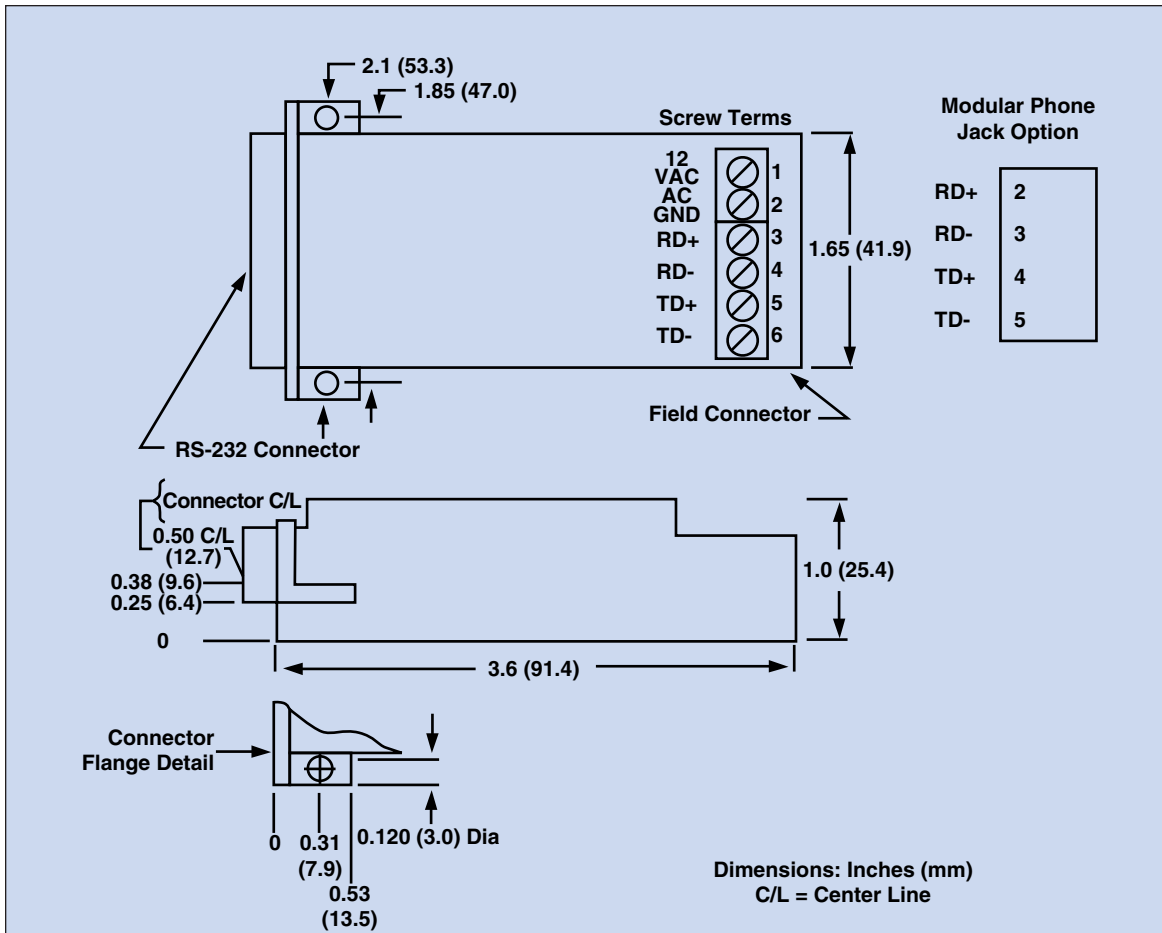 2.1 (53.3)
1.85 (47.0)
Screw Terms
12
VAC
AC
GND
RD+
RD-
TD+
TD-
1
2
3
4
5
6
1.65 (41.9)
Modular Phone
Jack Option
RD+ 2
RD- 3
TD+ 4
TD- 5
Field Connector
RS-232 Connector
Connector C/L
0.50 C/L
(12.7)
0.38 (9.6)
0.25 (6.4)
0
1.0 (25.4)
3.6 (91.4)
Connector
Flange Detail
0
0.31
(7.9)
0.53
(13.5)
0.120 (3.0) Dia
Dimensions: Inches (mm)
C/L = Center Line